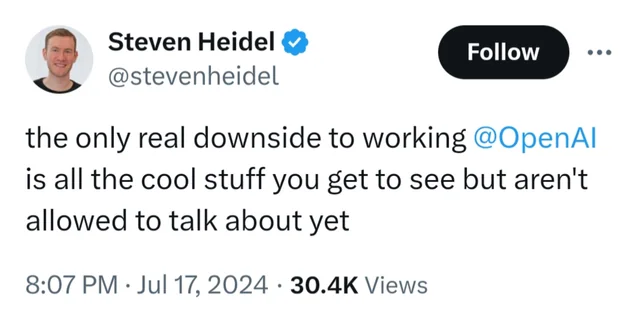 Steven Heidel
@stevenheidel
Follow
the only real downside to working @OpenAI
is all the cool stuff you get to see but aren't
allowed to talk about yet
8:07 PM · Jul 17, 2024 · 30.4K Views